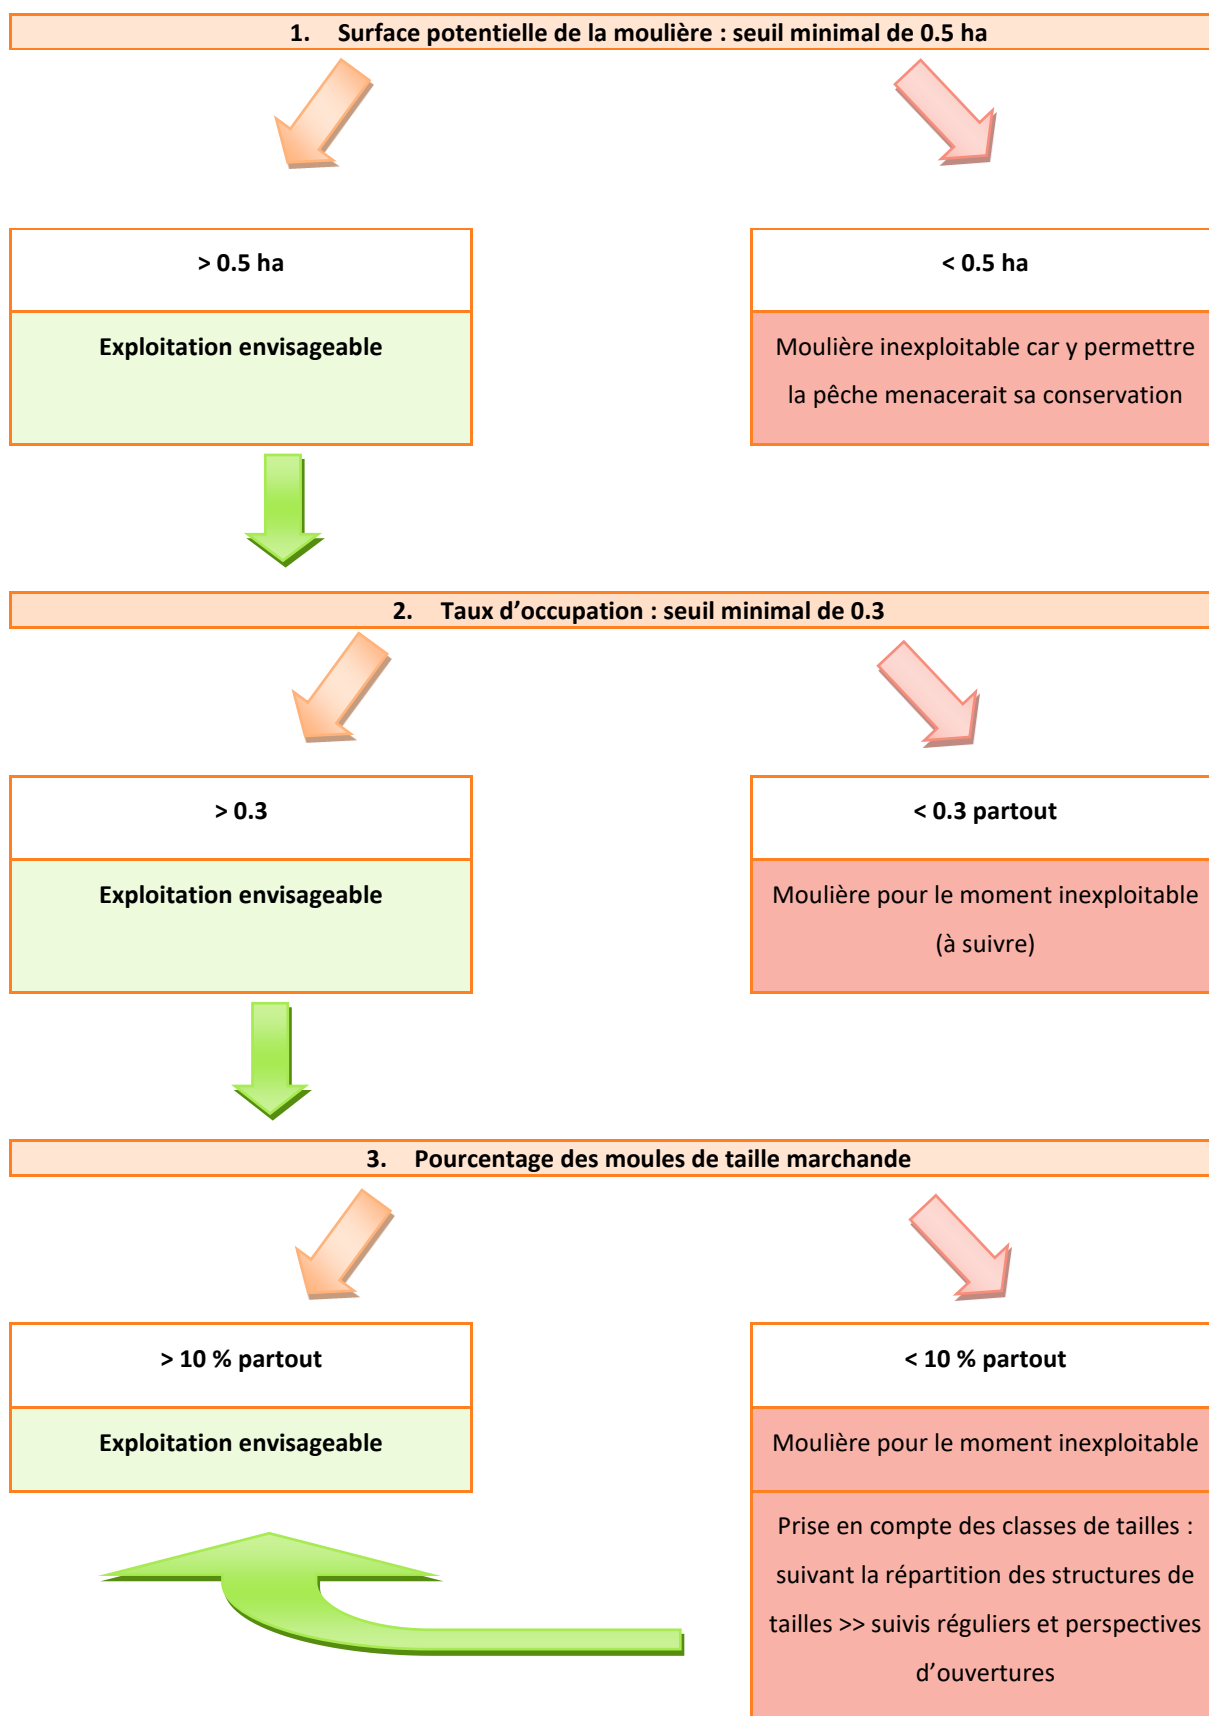 1. Surface potentielle de la moulière : seuil minimal de 0.5 ha
> 0.5 ha
Exploitation envisageable
< 0.5 ha
Moulière inexploitable car y permettre
la pêche menacerait sa conservation
2. Taux d’occupation : seuil minimal de 0.3
> 0.3
Exploitation envisageable
< 0.3 partout
Moulière pour le moment inexploitable
(à suivre)
3. Pourcentage des moules de taille marchande
> 10 % partout
Exploitation envisageable
< 10 % partout
Moulière pour le moment inexploitable
Prise en compte des classes de tailles :
suivant la répartition des structures de
tailles >> suivis réguliers et perspectives
d’ouvertures